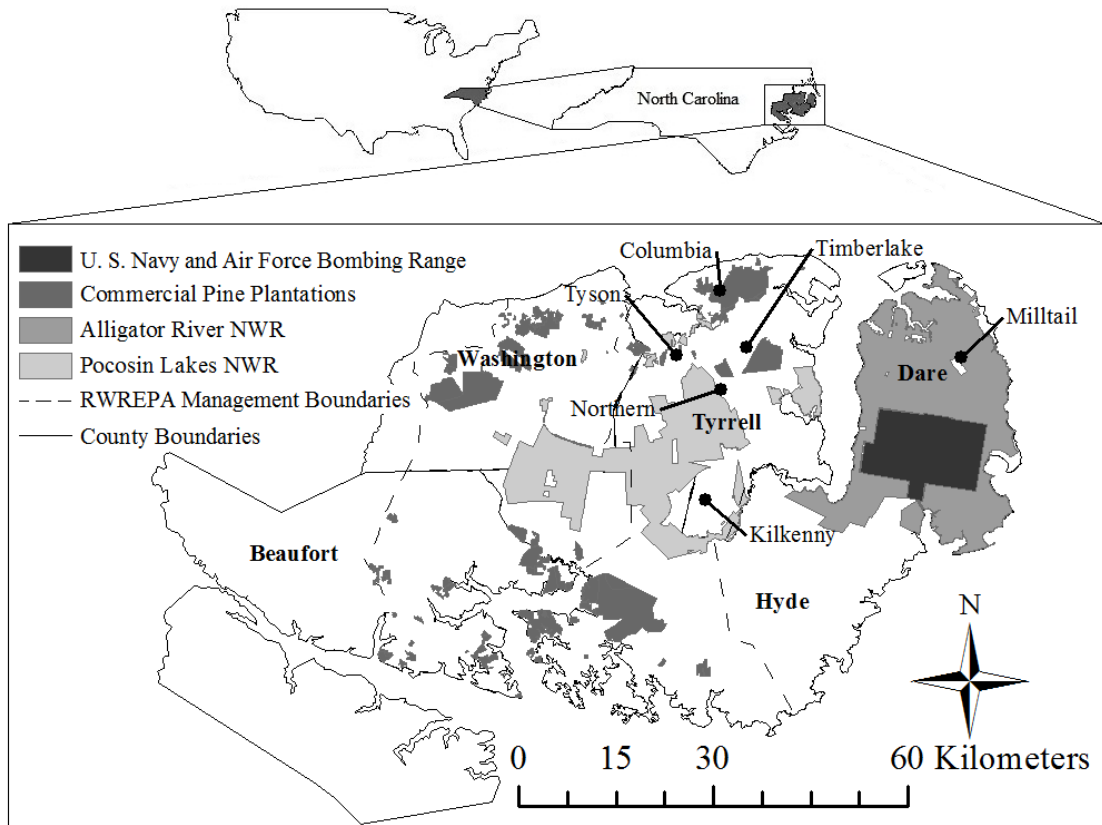 North Carolina
U. S. Navy and Air Force Bombing Range
Commercial Pine Plantations
Alligator River NWR
Pocosin Lakes NWR
RWREPA Management Boundaries
County Boundaries
Columbia
Timberlake
Tyson
Milltail
Washington
Dare
Northern
Tyrrell
Kilkenny
Beaufort
Hyde
N
0 15 30 60 Kilometers